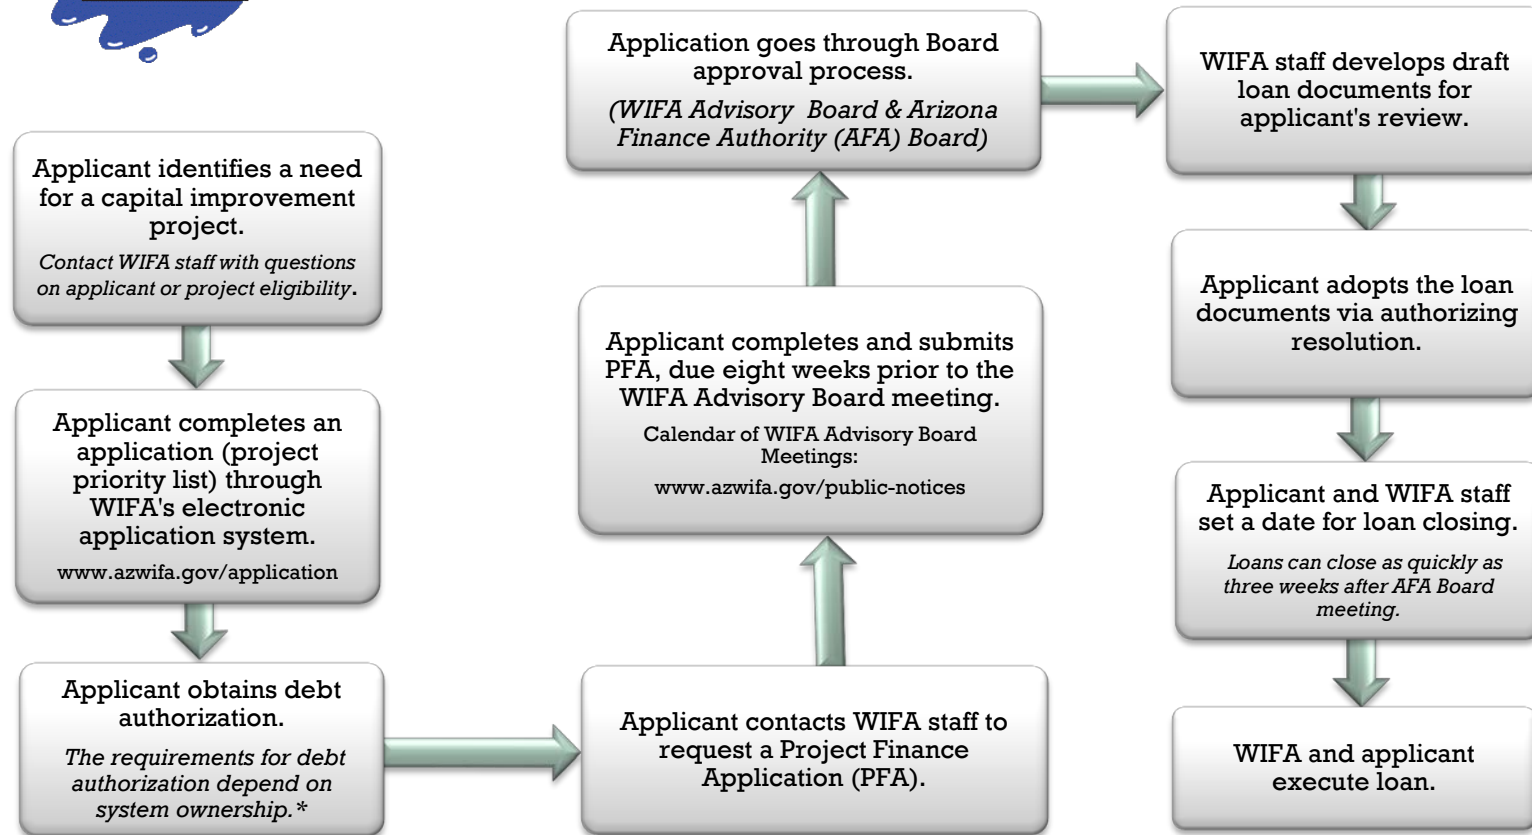 Applicant identifies a need
for a capital improvement
project.
Contact WIFA staff with questions
on applicant or project eligibility.
Applicant completes an
application (project
priority list) through
WIFA's electronic
application system.
www.azwifa.gov/application
Applicant obtains debt
authorization.
The requirements for debt
authorization depend on
system ownership.*
Applicant contacts WIFA staff to
request a Project Finance
Application (PFA).
Applicant completes and submits
PFA, due eight weeks prior to the
WIFA Advisory Board meeting.
Calendar of WIFA Advisory Board
Meetings:
www.azwifa.gov/public-notices
Application goes through Board
approval process.
(WIFA Advisory Board & Arizona
Finance Authority (AFA) Board)
WIFA staff develops draft
loan documents for
applicant's review.
Applicant adopts the loan
documents via authorizing
resolution.
Applicant and WIFA staff
set a date for loan closing.
Loans can close as quickly as
three weeks after AFA Board
meeting.
WIFA and applicant
execute loan.